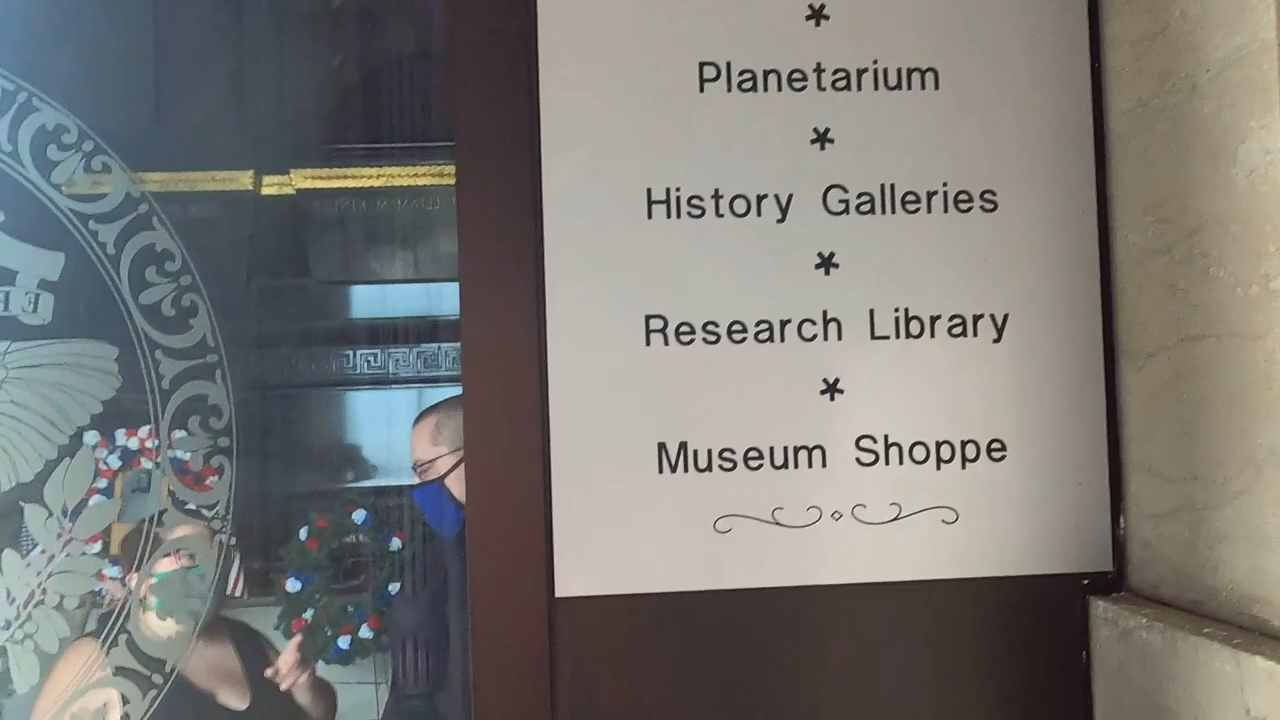 *
Planetarium
*
History Galleries
*
Research Library
*
Museum Shoppe